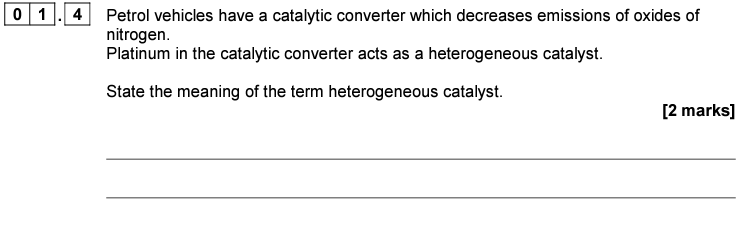 0 1 . 4 Petrol vehicles have a catalytic converter which decreases emissions of oxides of
nitrogen.
Platinum in the catalytic converter acts as a heterogeneous catalyst.
State the meaning of the term heterogeneous catalyst.
[2 marks]